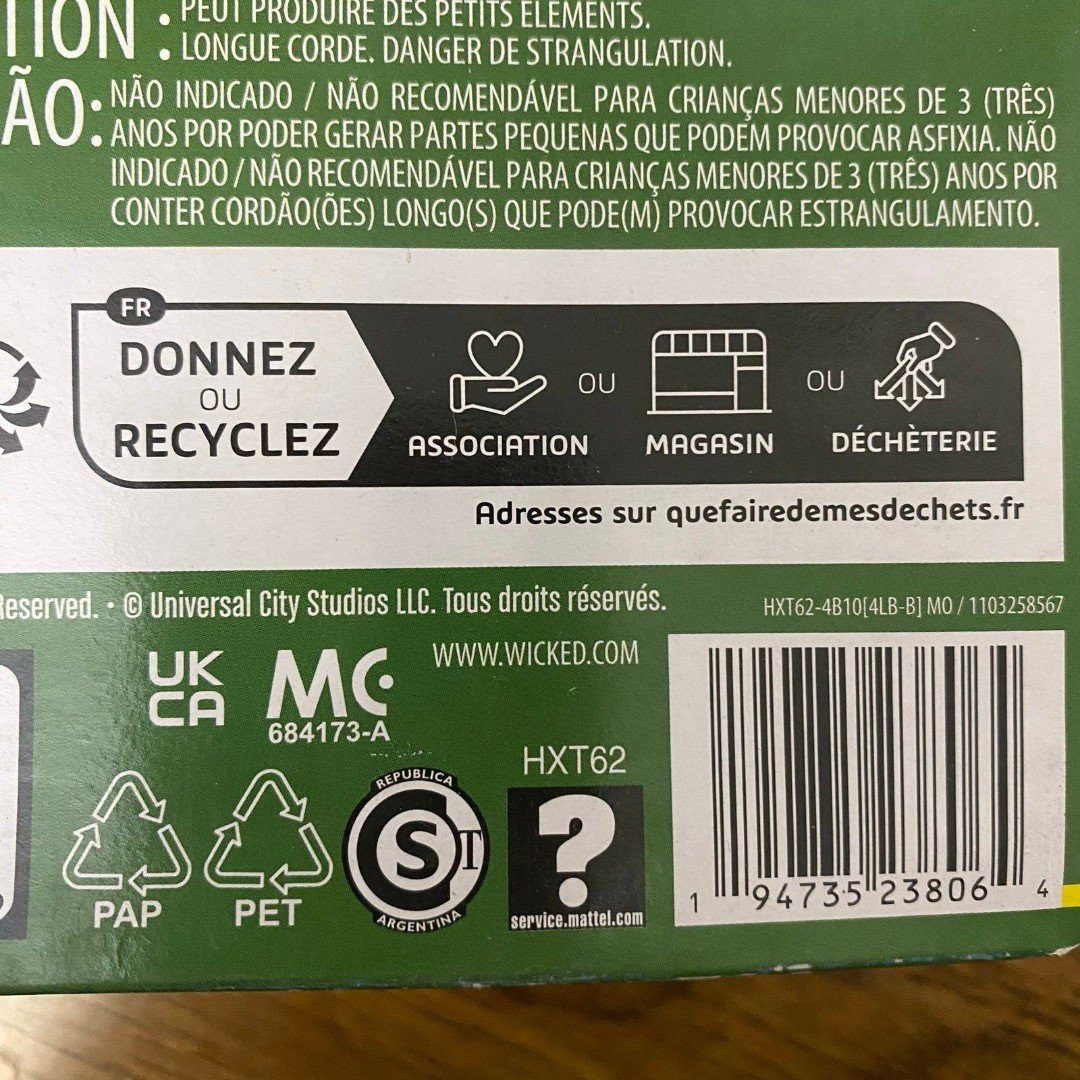 TION : PEUT PRODUIRE DES PETITS ÉLÉMENTS.
LONGUE CORDE. DANGER DE STRANGULATION.
ÃO: NÃO INDICADO / NÃO RECOMENDÁVEL PARA CRIANÇAS MENORES DE 3 (TRÊS)
ANOS POR PODER GERAR PARTES PEQUENAS QUE PODEM PROVOCAR ASFIXIA. NÃO
INDICADO / NÃO RECOMENDÁVEL PARA CRIANÇAS MENORES DE 3 (TRÊS) ANOS POR
CONTER CORDÃO(ÕES) LONGO(S) QUE PODE(M) PROVOCAR ESTRANGULAMENTO.
FR
DONNEZ
OU
RECYCLEZ
ASSOCIATION
OU
MAGASIN
OU
DÉCHÈTERIE
Adresses sur quefairedemesdechets.fr
Reserved. · © Universal City Studios LLC. Tous droits réservés.
HXT62-4B10[4LB-B] MO / 1103258567
UK
CA
MC
684173-A
WWW.WICKED.COM
HXT62
?
service.mattel.com
PAP
PET
REPUBLICA
S T
ARGENTINA
1 94735 23806 4